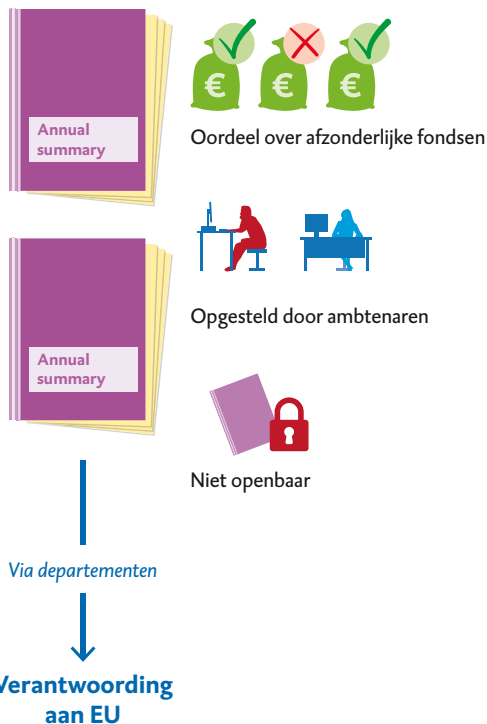 Annual
summary
€ € €
Oordeel over afzonderlijke fondsen
Opgesteld door ambtenaren
Annual
summary
Niet openbaar
Via departementen
Verantwoording
aan EU